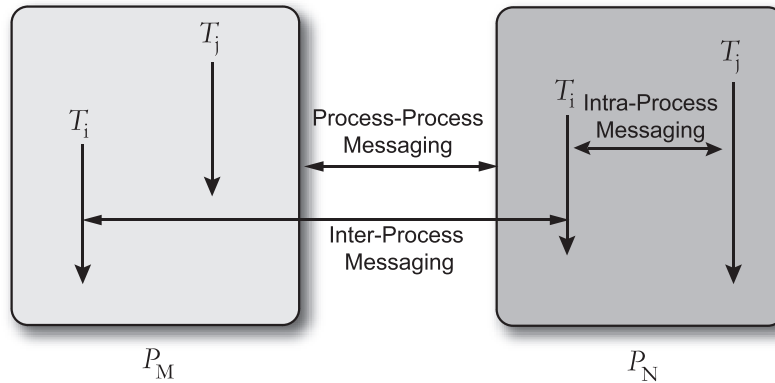 T_j
T_i
Process-Process
Messaging
Inter-Process
Messaging
P_M
T_j
T_i
Intra-Process
Messaging
P_N